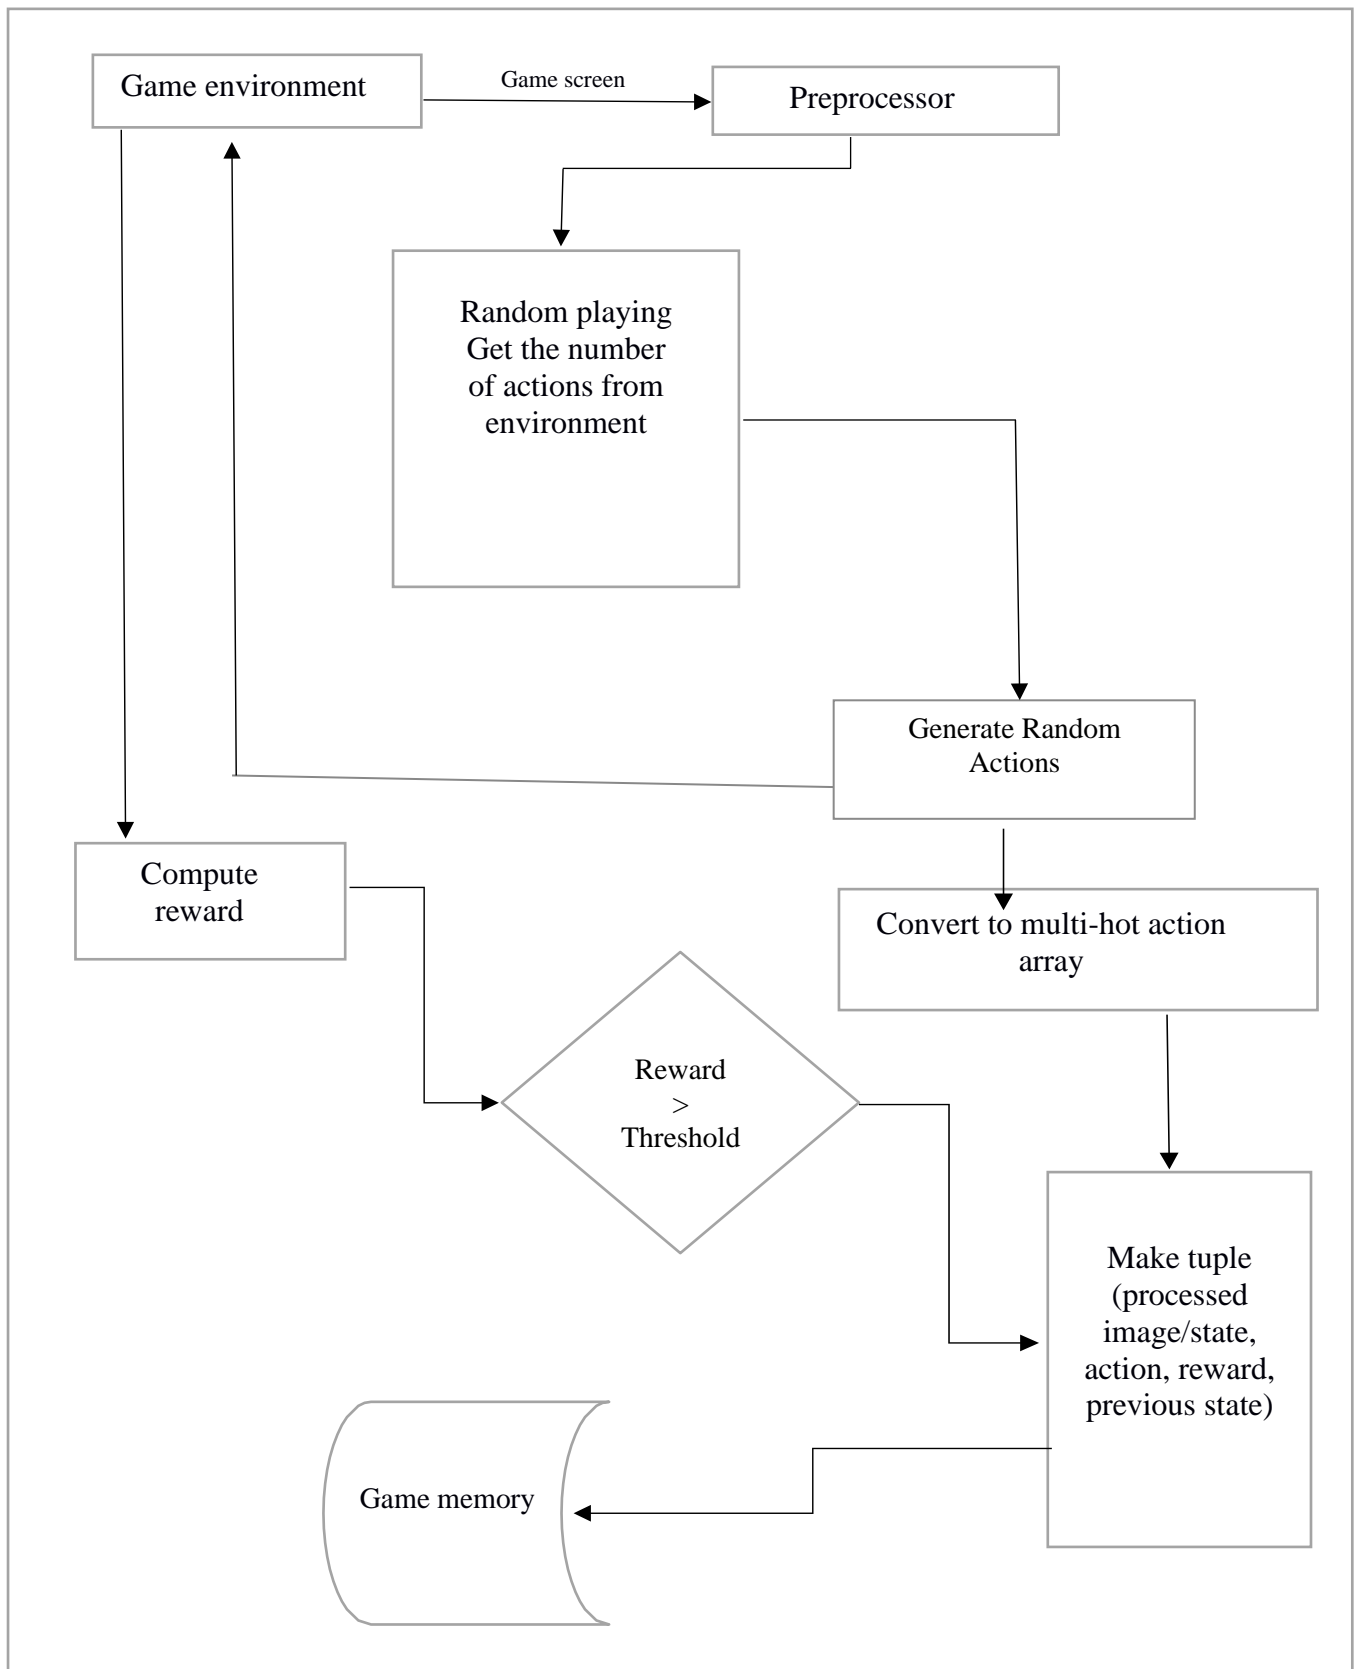 Game environment
Game screen
Preprocessor
Random playing
Get the number
of actions from
environment
Generate Random
Actions
Compute
reward
Convert to multi-hot action
array
Reward
>
Threshold
Make tuple
(processed
image/state,
action, reward,
previous state)
Game memory